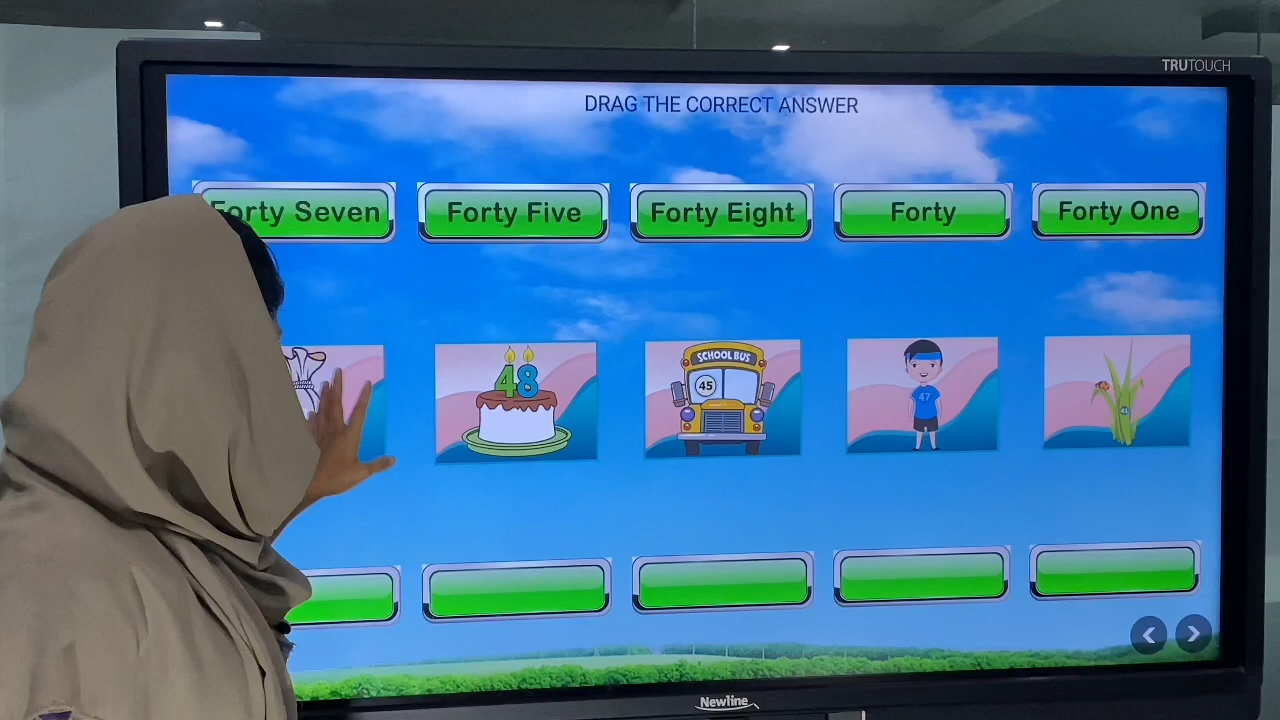 TRUTOUCH
DRAG THE CORRECT ANSWER
Forty Seven
Forty Five
Forty Eight
Forty
Forty One
48
SCHOOL BUS
45
47
41
Newline